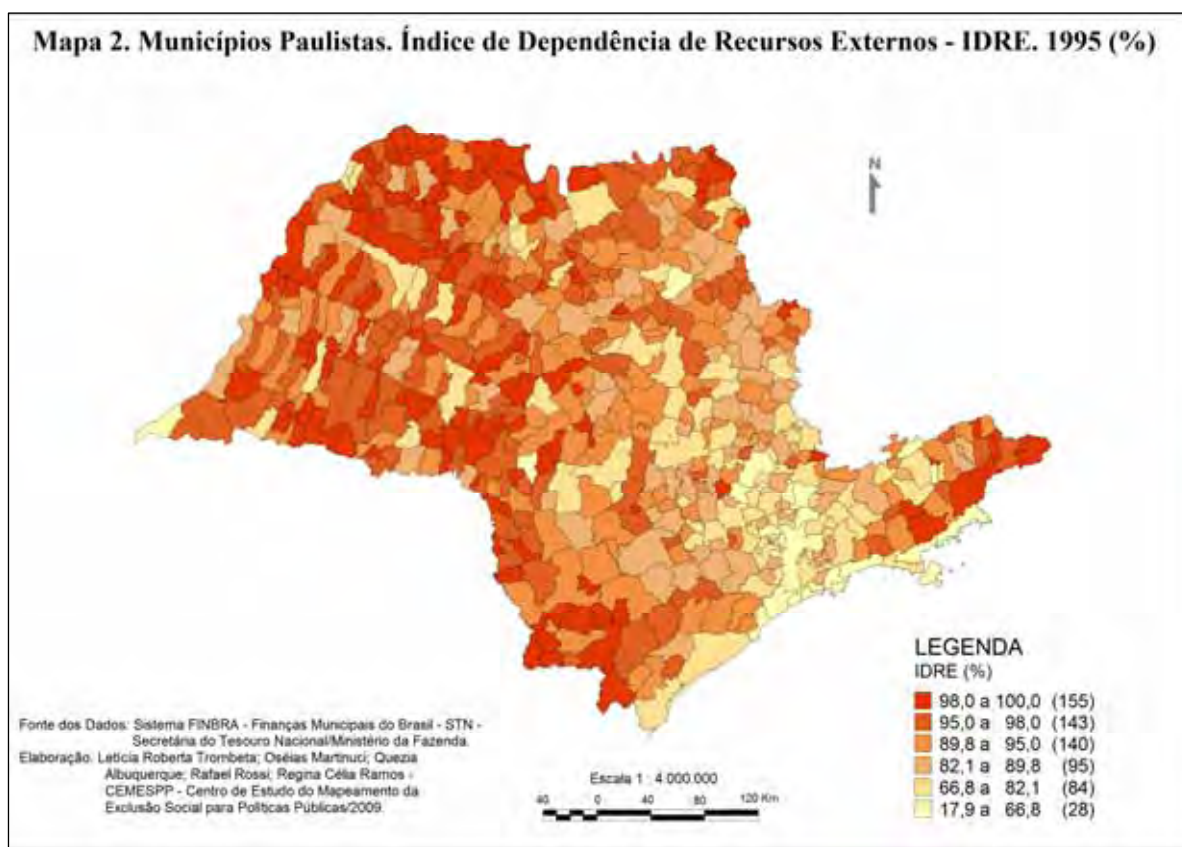 Mapa 2. Municípios Paulistas. Índice de Dependência de Recursos Externos - IDRE. 1995 (%)
N
LEGENDA
IDRE (%)
98,0 a 100,0 (155)
95,0 a 98,0 (143)
89,8 a 95,0 (140)
82,1 a 89,8 (95)
66,8 a 82,1 (84)
17,9 a 66,8 (28)
Fonte dos Dados: Sistema FINBRA - Finanças Municipais do Brasil - STN -
Secretária do Tesouro Nacional/Ministério da Fazenda.
Elaboração: Letícia Roberta Trombeta; Oséias Martinuci; Quezia
Albuquerque; Rafael Rossi; Regina Célia Ramos -
CEMESPP - Centro de Estudo do Mapeamento da
Exclusão Social para Políticas Públicas/2009.
Escala 1 : 4.000.000
40 0 40 80 120 Km